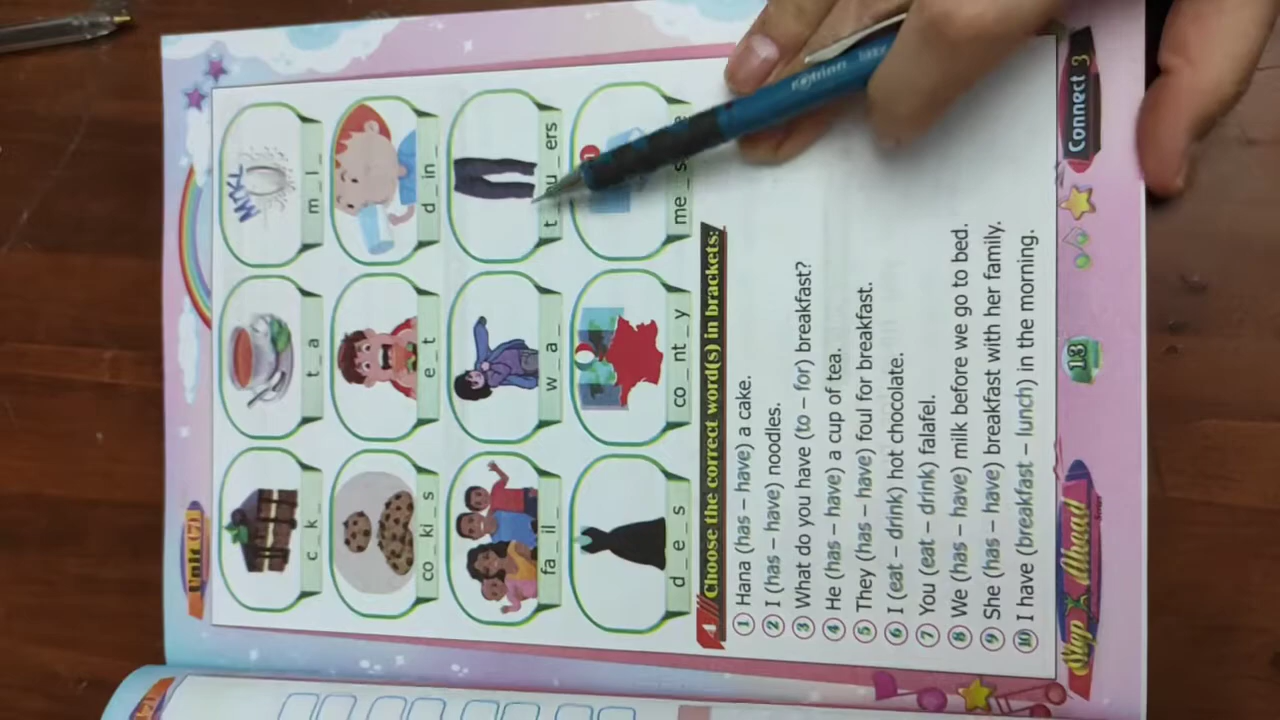 Unit (7)
MILK
c _ k _
t _ a
m _ l _
co _ ki _ s
e _ t
d _ in _
fa _ il _
w _ a _
t _ ou _ ers
d _ e _ s
co _ nt _ y
4 Choose the correct word(s) in brackets:
1 Hana (has – have) a cake.
2 I (has – have) noodles.
3 What do you have (to – for) breakfast?
4 He (has – have) a cup of tea.
5 They (has – have) foul for breakfast.
6 I (eat – drink) hot chocolate.
7 You (eat – drink) falafel.
8 We (has – have) milk before we go to bed.
9 She (has – have) breakfast with her family.
10 I have (breakfast – lunch) in the morning.
Step Ahead
13
Connect 3